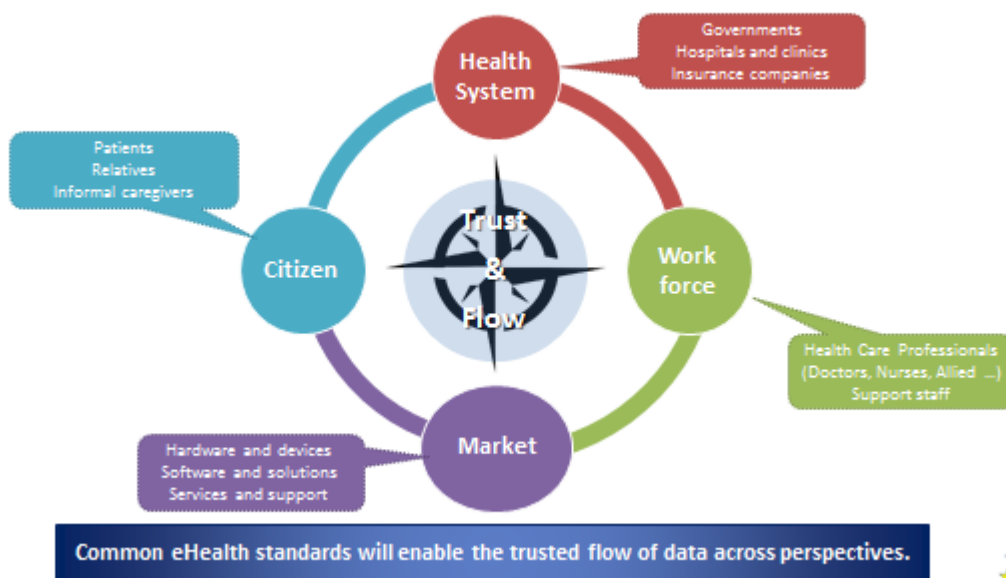 Governments
Hospitals and clinics
Insurance companies
Health
System
Patients
Relatives
Informal caregivers
Trust
&
Flow
Citizen
Work
force
Health Care Professionals
(Doctors, Nurses, Allied ...)
Support staff
Market
Hardware and devices
Software and solutions
Services and support
Common eHealth standards will enable the trusted flow of data across perspectives.